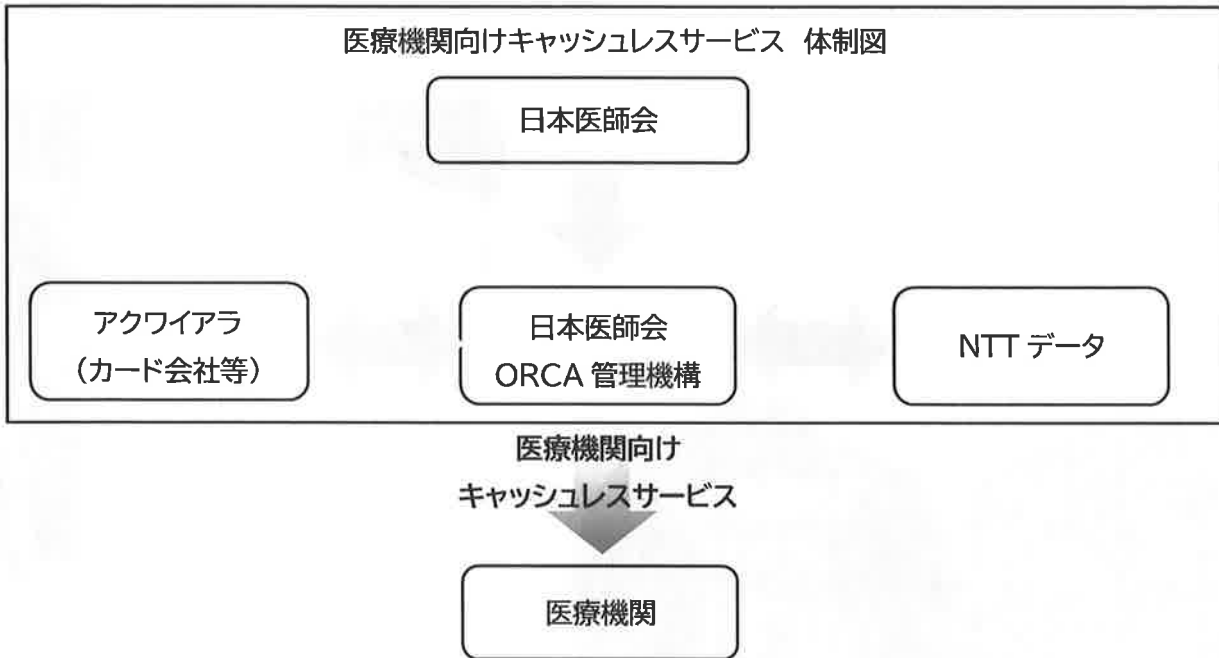 医療機関向けキャッシュレスサービス 体制図
日本医師会
アクワイアラ
（カード会社等）
日本医師会
ORCA 管理機構
NTT データ
医療機関向け
キャッシュレスサービス
医療機関